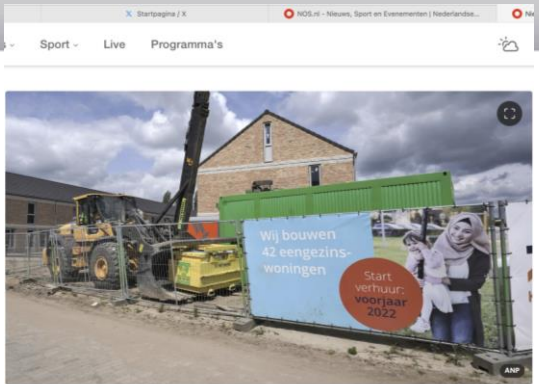 Startpagina / X
NOS.nl - Nieuws, Sport en Evenementen | Nederlandse...
Sport
Live
Programma's
Wij bouwen
42 eengezins-
woningen
Start
verhuur:
voorjaar
2022
ANP